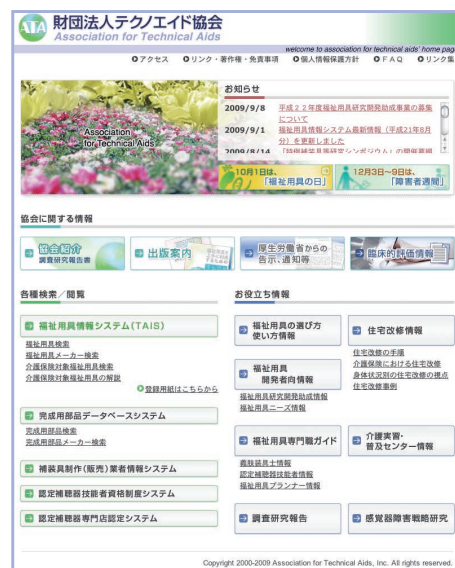 ATA
財団法人テクノエイド協会
Association for Technical Aids
welcome to association for technical aids' home page
アクセス リンク・著作権・免責事項 個人情報保護方針 FAQ リンク集
Association
for Technical Aids
お知らせ
2009/9/8 平成22年度福祉用具研究開発助成事業の募集
について
2009/9/1 福祉用具情報システム最新情報（平成21年8月
分）を更新しました
2009/8/14
10月1日は、
「福祉用具の日」
12月3日〜9日は、
「障害者週間」
協会に関する情報
協会紹介
調査研究報告書
出版案内
厚生労働省からの
告示、通知等
臨床的評価情報
各種検索／閲覧
福祉用具情報システム(TAIS)
福祉用具検索
福祉用具メーカー検索
介護保険対象福祉用具検索
介護保険対象福祉用具の解説
登録用紙はこちらから
完成用部品データベースシステム
完成用部品検索
完成用部品メーカー検索
補装具制作(販売)業者情報システム
認定補聴器技能者資格制度システム
認定補聴器専門店認定システム
お役立ち情報
福祉用具の選び方
使い方情報
住宅改修情報
住宅改修の手順
介護保険における住宅改修
身体状況別の住宅改修の視点
住宅改修事例
福祉用具
開発者向情報
福祉用具研究開発助成情報
福祉用具ニーズ情報
福祉用具専門職ガイド
義肢装具士情報
認定補聴器技能者情報
福祉用具プランナー情報
介護実習・
普及センター情報
調査研究報告
感覚器障害戦略研究
Copyright 2000-2009 Association for Technical Aids, Inc. All rights reserved.